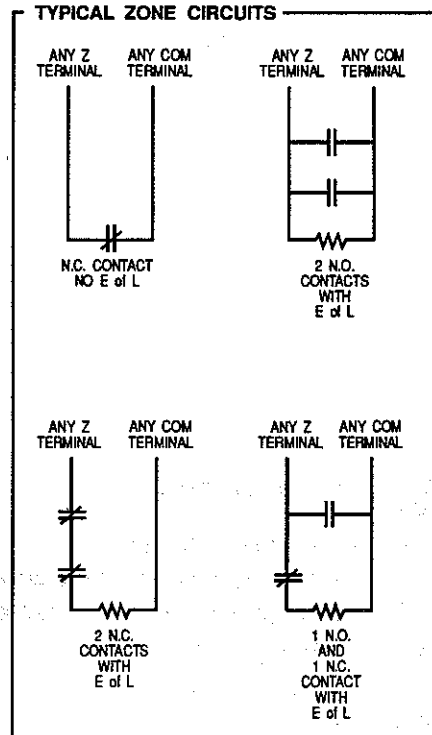 TYPICAL ZONE CIRCUITS
ANY Z TERMINAL
ANY COM TERMINAL
N.C. CONTACT
NO E of L
ANY Z TERMINAL
ANY COM TERMINAL
2 N.O.
CONTACTS
WITH
E of L
ANY Z TERMINAL
ANY COM TERMINAL
2 N.C.
CONTACTS
WITH
E of L
ANY Z TERMINAL
ANY COM TERMINAL
1 N.O.
AND
1 N.C.
CONTACT
WITH
E of L